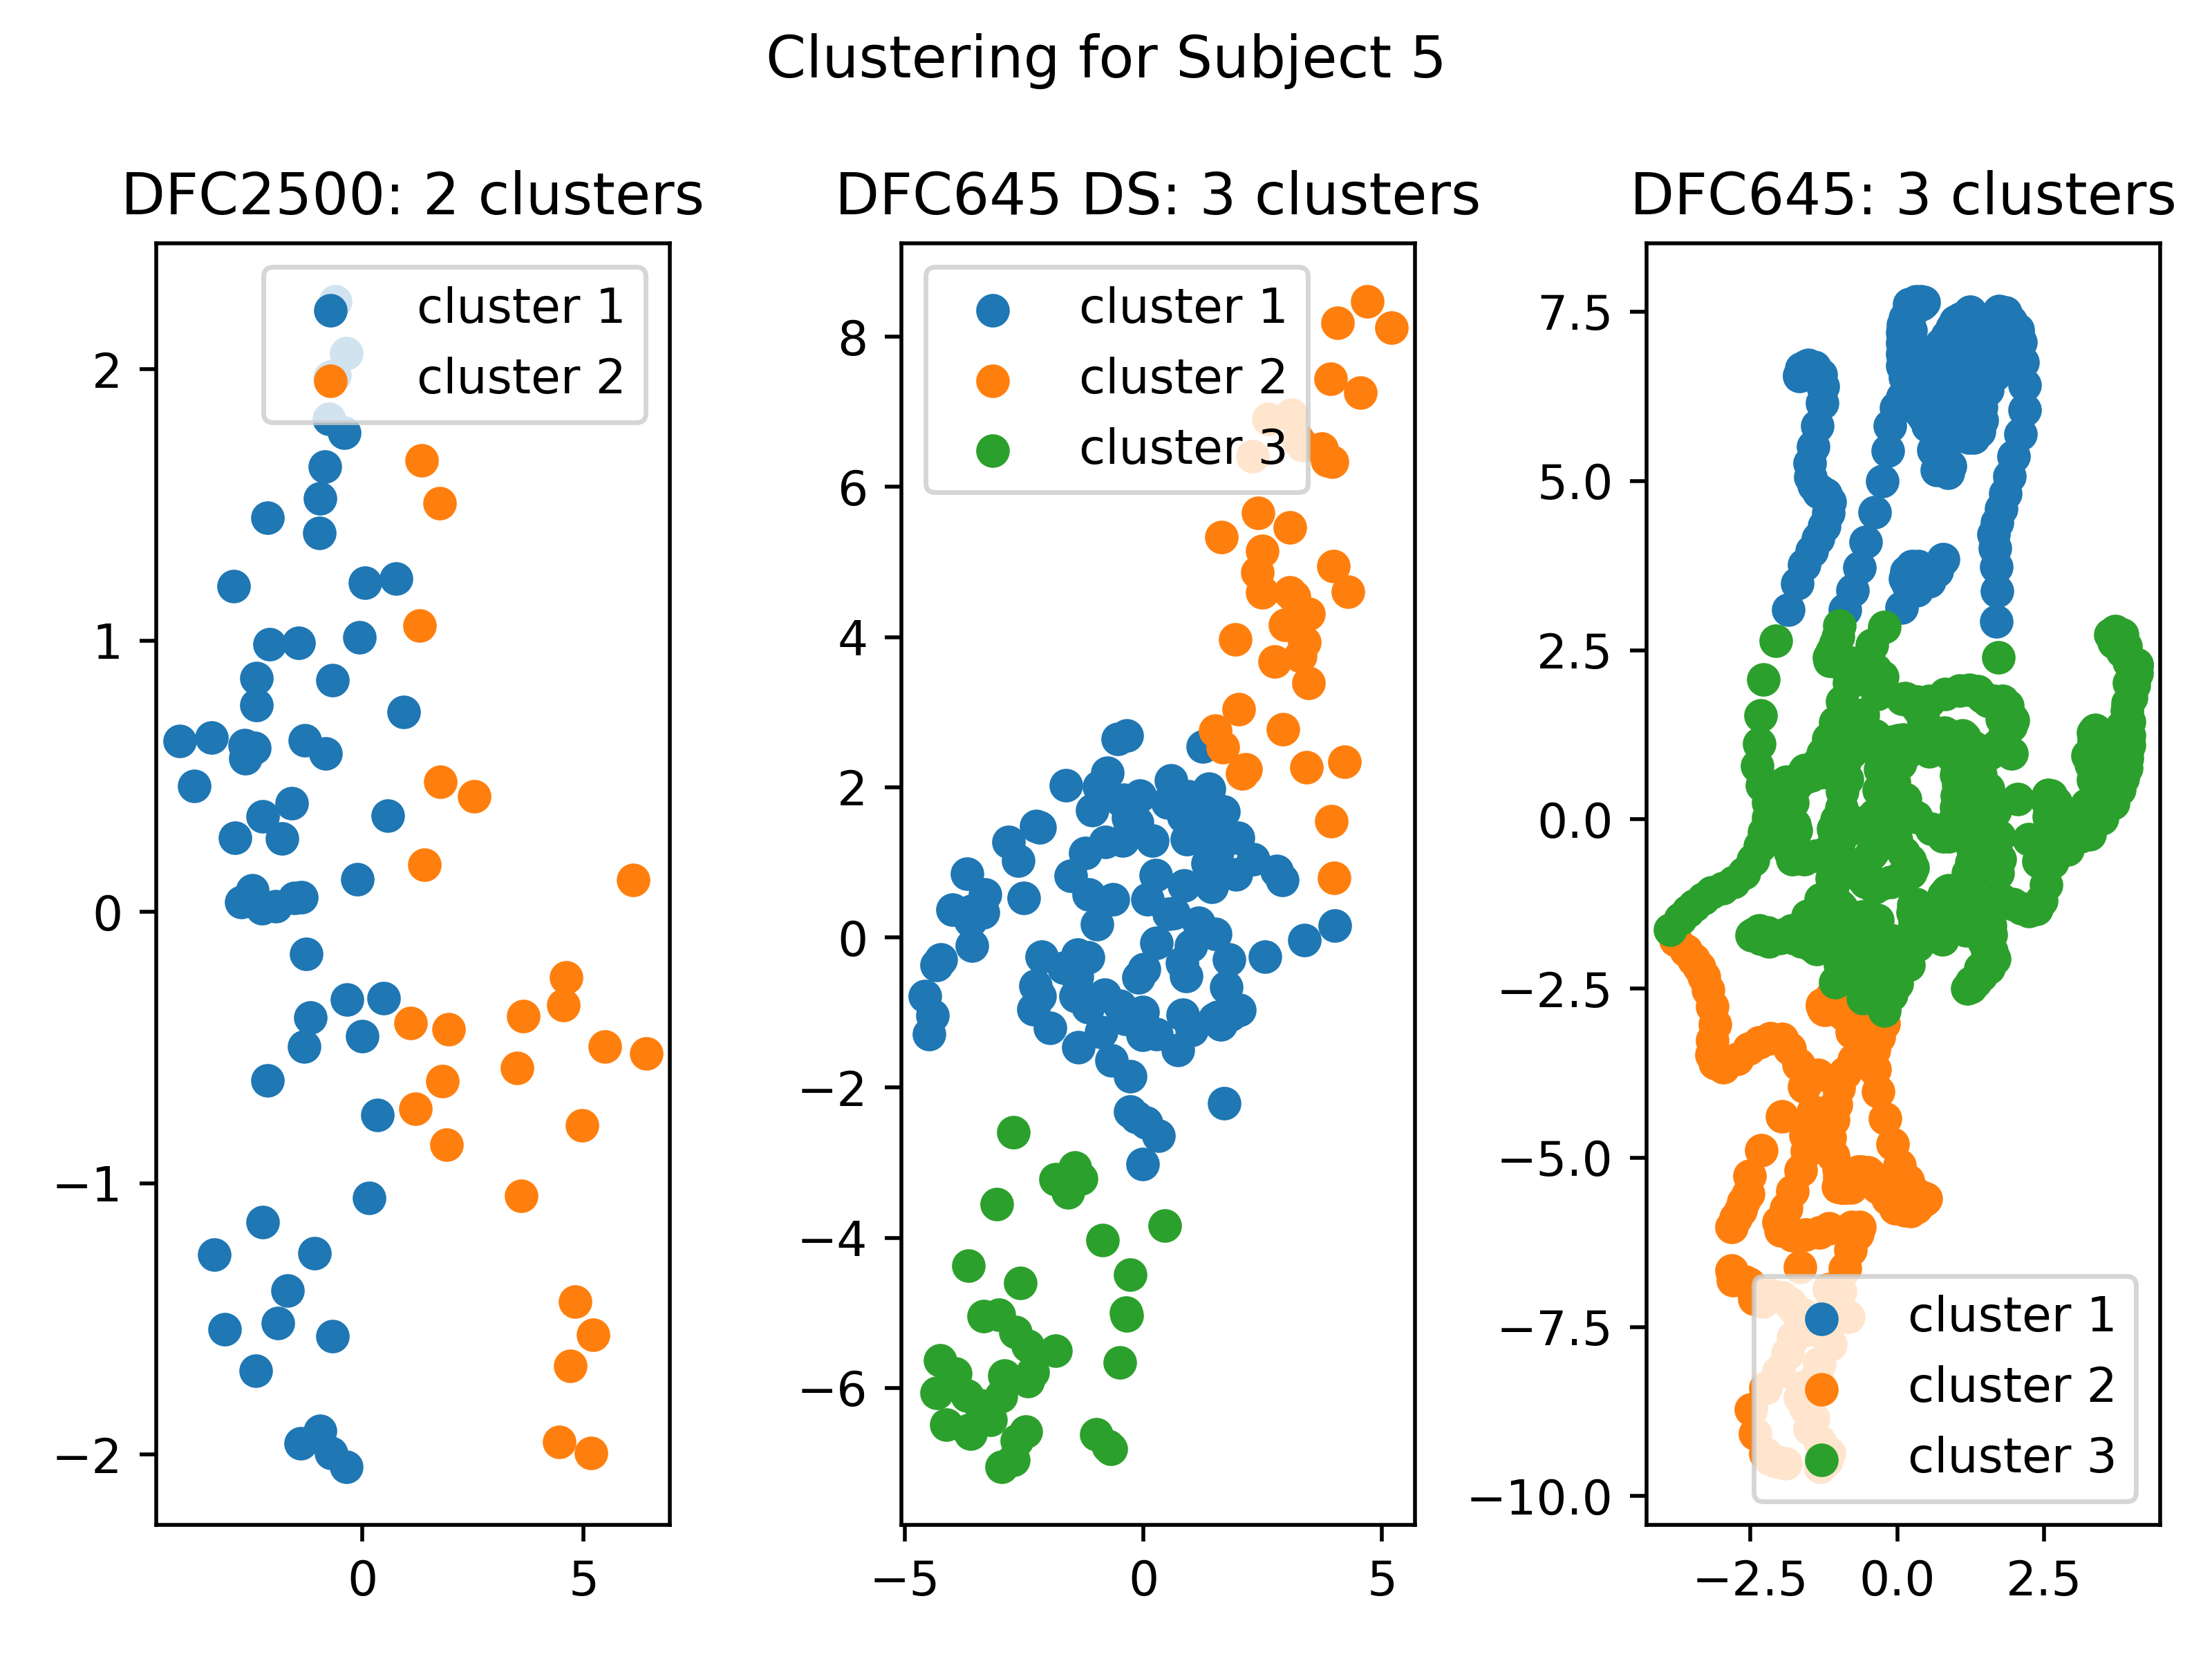 Clustering for Subject 5
DFC2500: 2 clusters
cluster 1
cluster 2
2
1
0
−1
−2
0
5
DFC645 DS: 3 clusters
cluster 1
cluster 2
cluster 3
8
6
4
2
0
−2
−4
−6
−5
0
5
DFC645: 3 clusters
7.5
5.0
2.5
0.0
−2.5
−5.0
−7.5
−10.0
cluster 1
cluster 2
cluster 3
−2.5
0.0
2.5